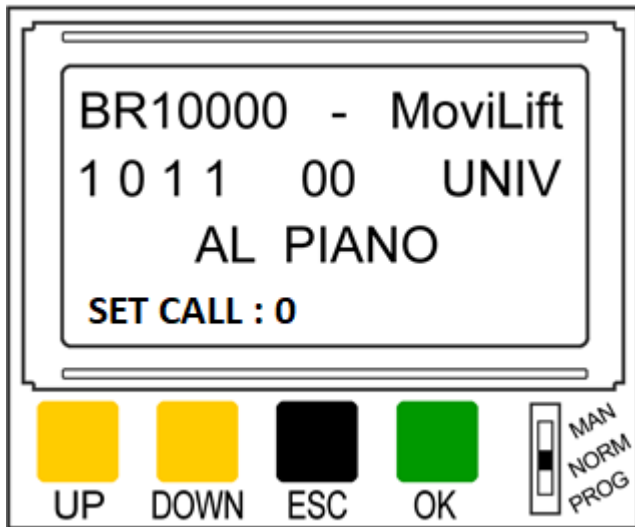 BR10000 - MoviLift
1 0 1 1 00 UNIV
AL PIANO
SET CALL : 0
UP DOWN ESC OK
MAN
NORM
PROG